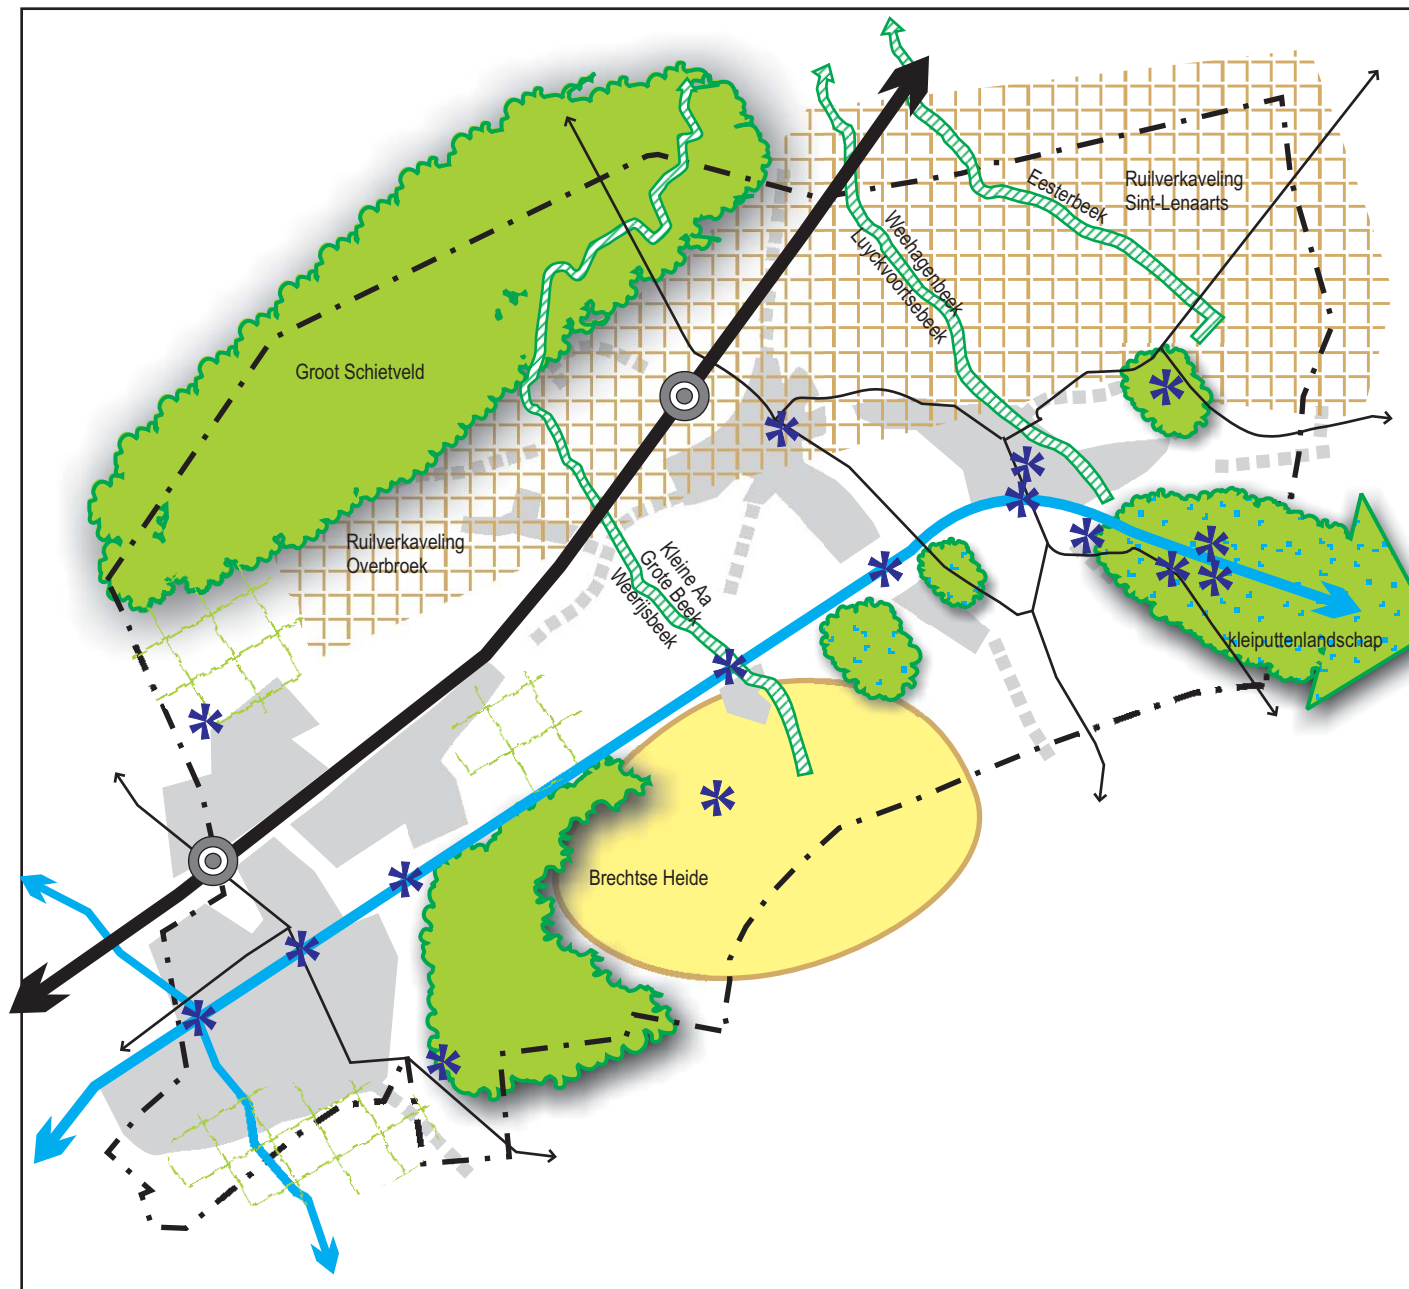 Eesterbeek
Ruilverkaveling
Sint-Lenaarts
Weehagenbeek
Luyckvoortsebeek
Groot Schietveld
Ruilverkaveling
Overbroek
Kleine Aa
Grote Beek
Weerijsbeek
kleiputtenlandschap
Brechtse Heide